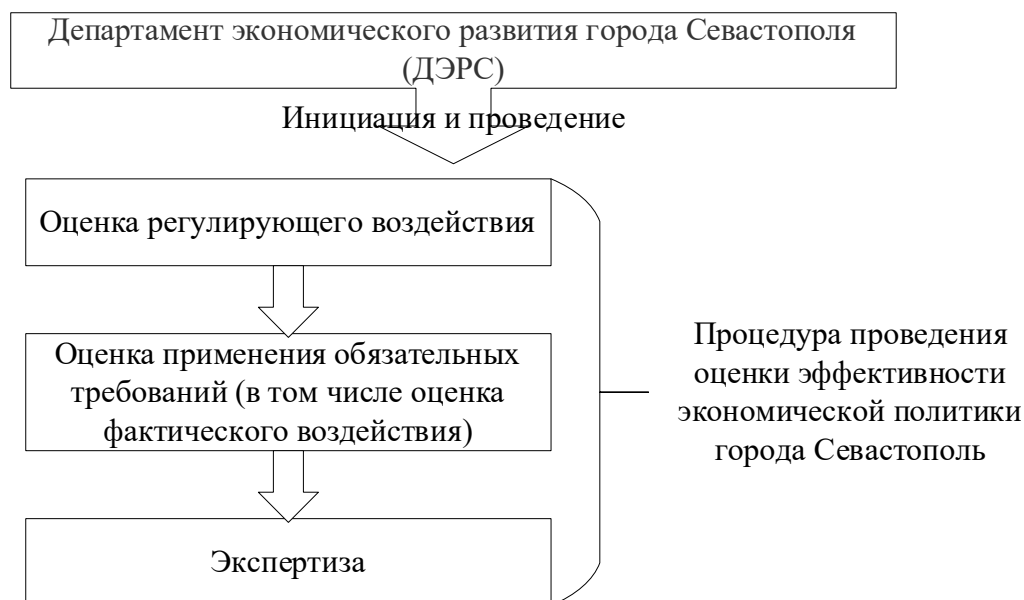 Департамент экономического развития города Севастополя
(ДЭРС)
Инициация и проведение
Оценка регулирующего воздействия
Оценка применения обязательных
требований (в том числе оценка
фактического воздействия)
Экспертиза
Процедура проведения
оценки эффективности
экономической политики
города Севастополь